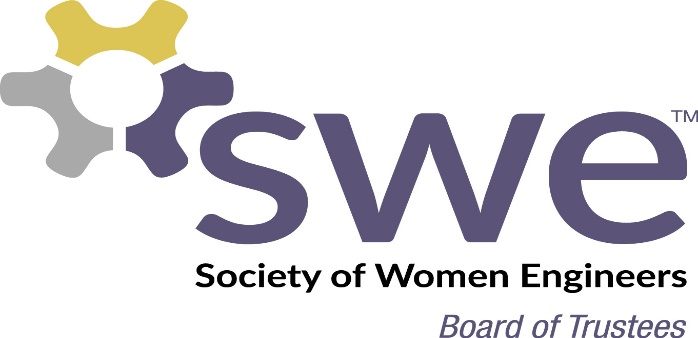 swe™
Society of Women Engineers
Board of Trustees